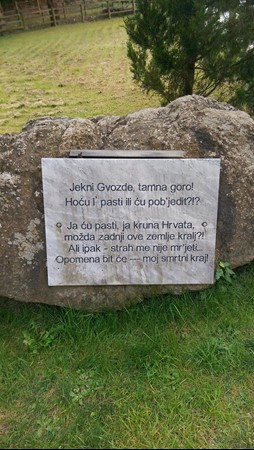 Jekni Gvozde, tamna goro!
Hoću l' pasti ili ću pob'jedit?!?
Ja ću pasti, ja kruna Hrvata,
možda zadnji ove zemlje kralj?!
Ali ipak - strah me nije mr'jeti...
Opomena bit će — moj smrtni kraj!